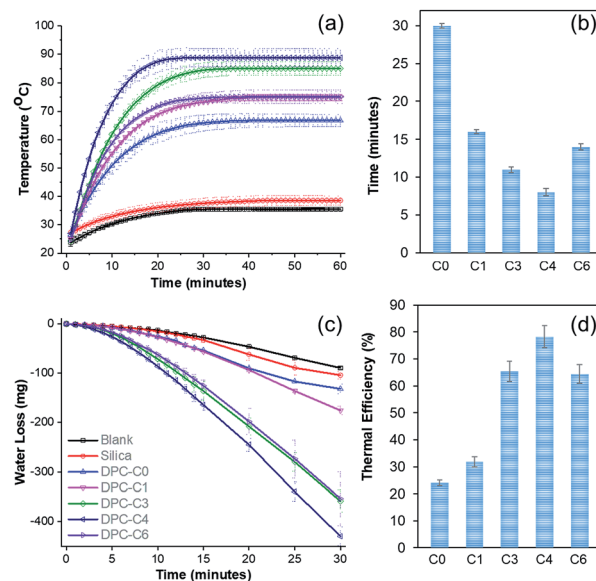 (a)
Temperature (°C)
100
90
80
70
60
50
40
30
20
0
10
20
30
40
50
60
Time (minutes)
(b)
Time (minutes)
30
25
20
15
10
5
0
C0
C1
C3
C4
C6
(c)
Water Loss (mg)
0
-100
-200
-300
-400
Blank
Silica
DPC-C0
DPC-C1
DPC-C3
DPC-C4
DPC-C6
0
5
10
15
20
25
30
Time (minutes)
(d)
Thermal Efficiency (%)
90
80
70
60
50
40
30
20
10
0
C0
C1
C3
C4
C6